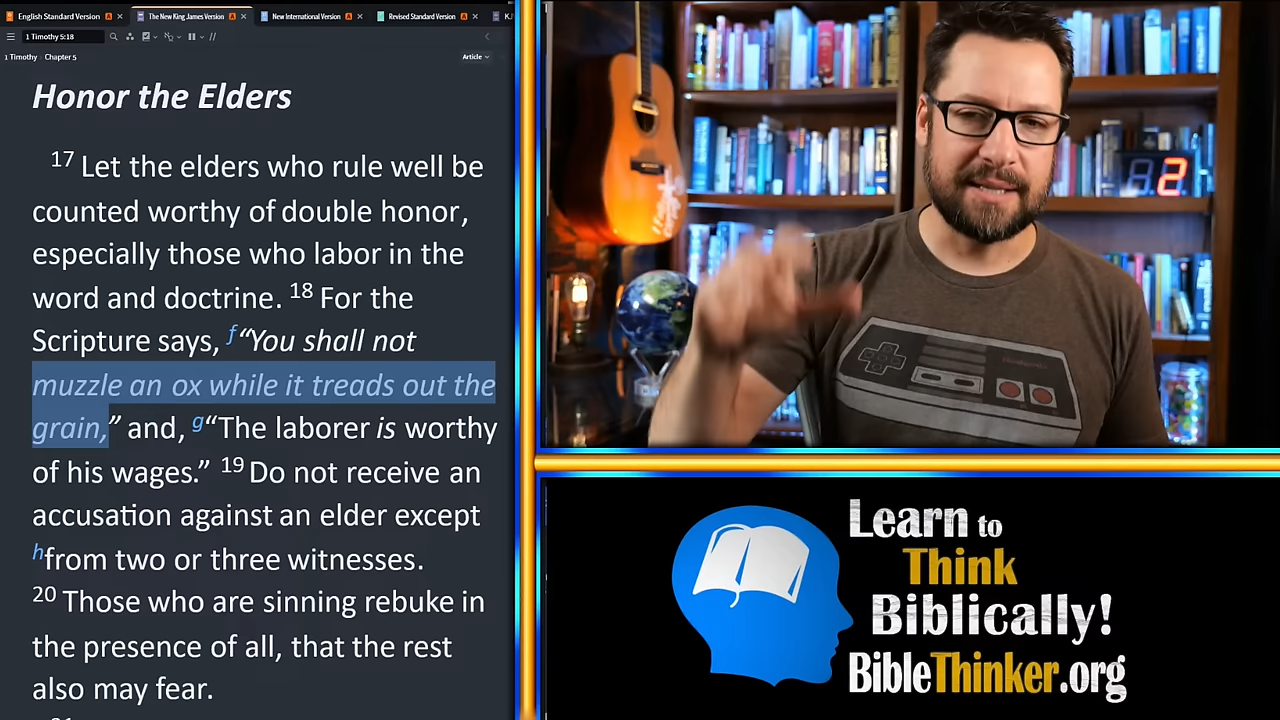 English Standard Version A
The New King James Version A
New International Version A
Revised Standard Version A
1 Timothy 5:18
1 Timothy Chapter 5
Article
Honor the Elders
17 Let the elders who rule well be
counted worthy of double honor,
especially those who labor in the
word and doctrine. 18 For the
Scripture says, f“You shall not
muzzle an ox while it treads out the
grain,” and, g“The laborer is worthy
of his wages.” 19 Do not receive an
accusation against an elder except
hfrom two or three witnesses.
20 Those who are sinning rebuke in
the presence of all, that the rest
also may fear.
2
Learn to
Think
Biblically!
BibleThinker.org